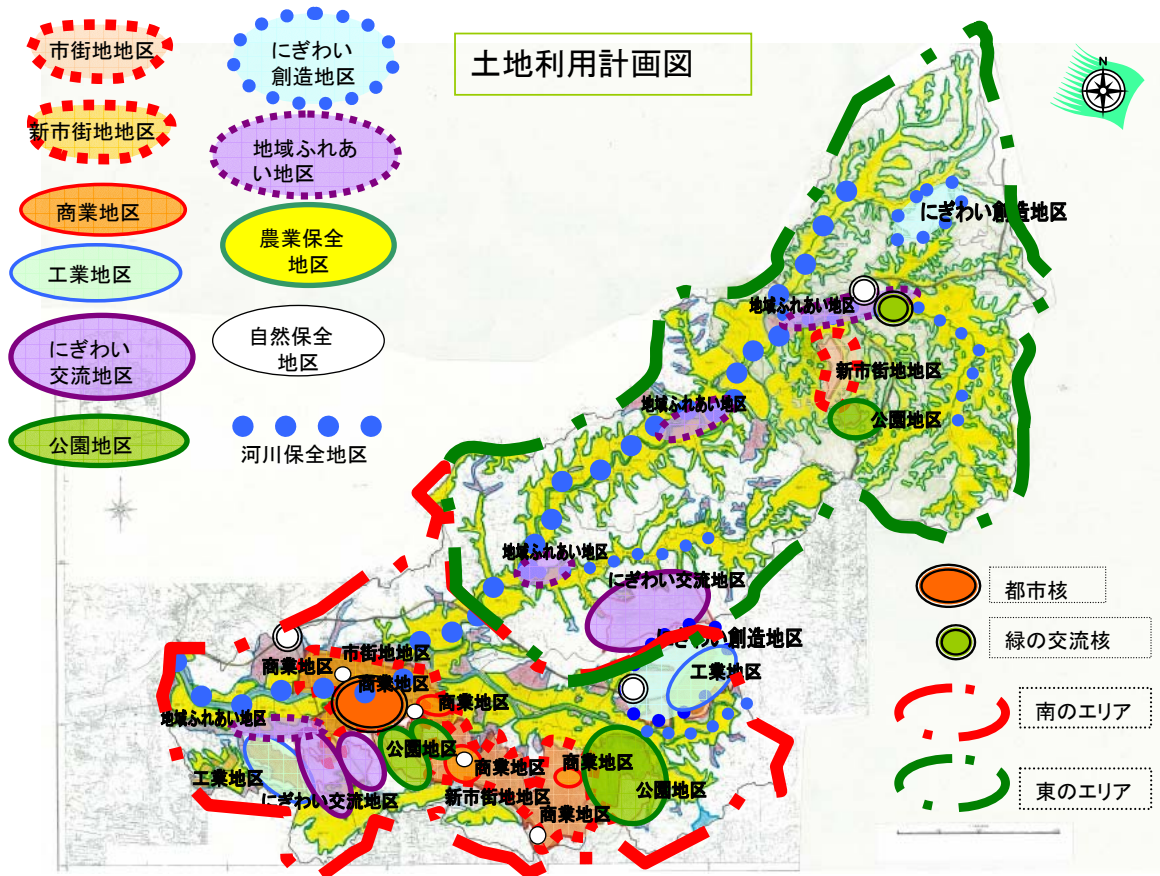 土地利用計画図
N
市街地地区
新市街地地区
商業地区
工業地区
にぎわい
交流地区
公園地区
にぎわい
創造地区
地域ふれあ
い地区
農業保全
地区
自然保全
地区
河川保全地区
にぎわい創造地区
地域ふれあい地区
新市街地地区
公園地区
地域ふれあい地区
地域ふれあい地区
にぎわい交流地区
にぎわい創造地区
工業地区
市街地地区
商業地区
商業地区
商業地区
地域ふれあい地区
公園地区
工業地区
にぎわい交流地区
商業地区
商業地区
新市街地地区
商業地区
公園地区
都市核
緑の交流核
南のエリア
東のエリア